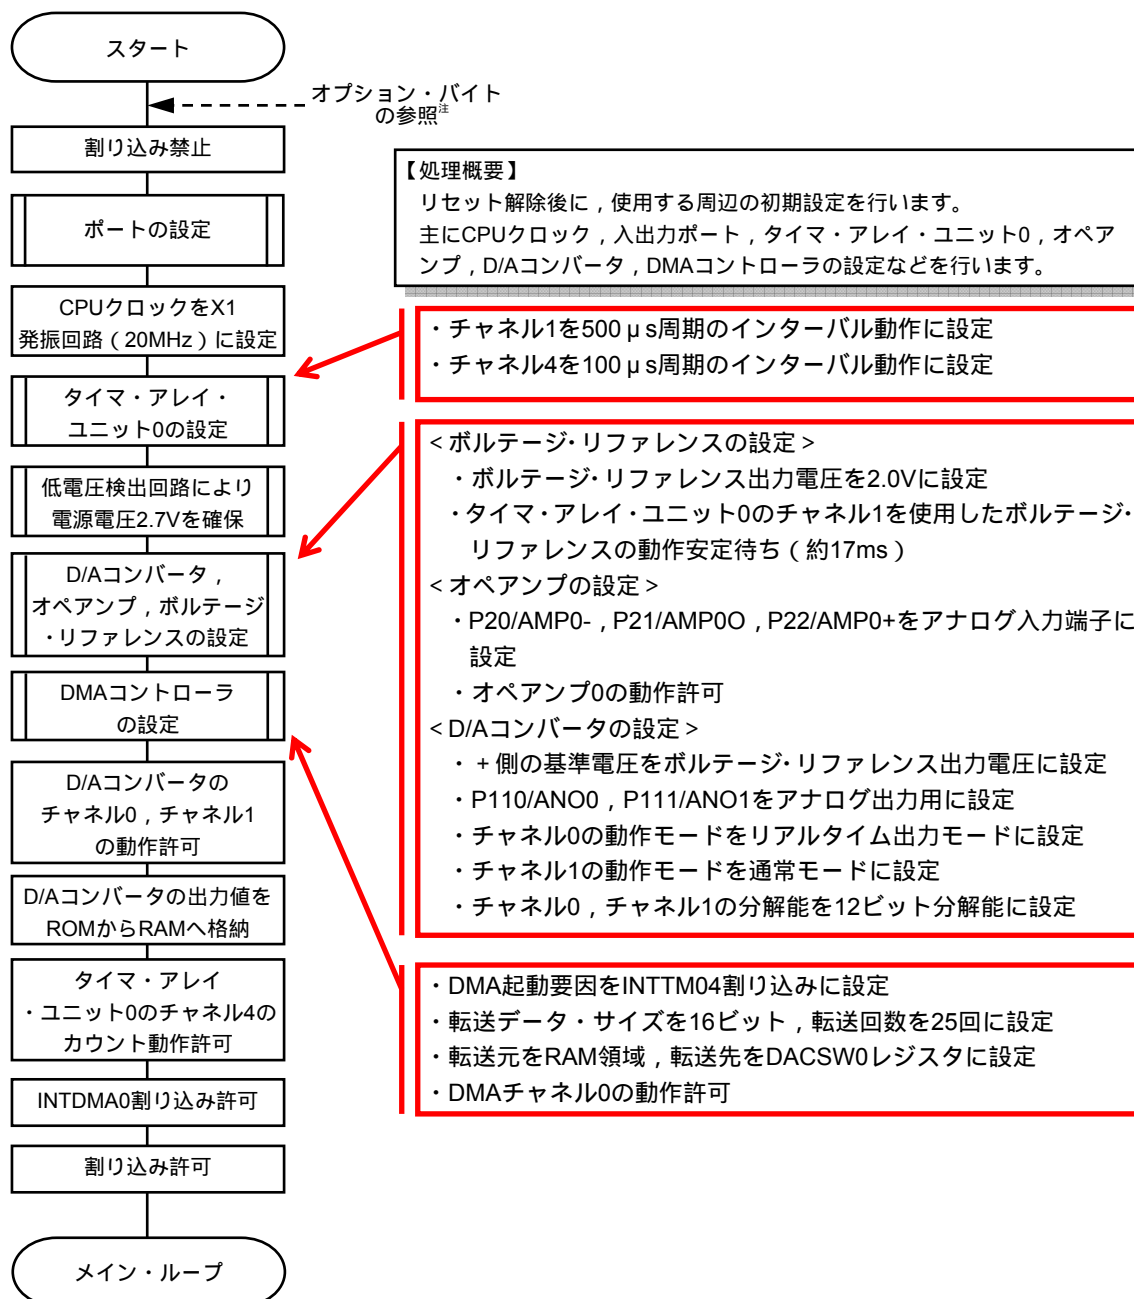 スタート
オプション・バイト
の参照注
割り込み禁止
ポートの設定
CPUクロックをX1
発振回路（20MHz）に設定
タイマ・アレイ・
ユニット0の設定
低電圧検出回路により
電源電圧2.7Vを確保
D/Aコンバータ，
オペアンプ，ボルテージ
・リファレンスの設定
DMAコントローラ
の設定
D/Aコンバータの
チャネル0，チャネル1
の動作許可
D/Aコンバータの出力値を
ROMからRAMへ格納
タイマ・アレイ
・ユニット0のチャネル4の
カウント動作許可
INTDMA0割り込み許可
割り込み許可
メイン・ループ
【処理概要】
リセット解除後に，使用する周辺の初期設定を行います。
主にCPUクロック，入出力ポート，タイマ・アレイ・ユニット0，オペア
ンプ，D/Aコンバータ，DMAコントローラの設定などを行います。
・チャネル1を500μs周期のインターバル動作に設定
・チャネル4を100μs周期のインターバル動作に設定
＜ボルテージ・リファレンスの設定＞
・ボルテージ・リファレンス出力電圧を2.0Vに設定
・タイマ・アレイ・ユニット0のチャネル1を使用したボルテージ・
リファレンスの動作安定待ち（約17ms）
＜オペアンプの設定＞
・P20/AMP0-，P21/AMP0O，P22/AMP0+をアナログ入力端子に
設定
・オペアンプ0の動作許可
＜D/Aコンバータの設定＞
・＋側の基準電圧をボルテージ・リファレンス出力電圧に設定
・P110/ANO0，P111/ANO1をアナログ出力用に設定
・チャネル0の動作モードをリアルタイム出力モードに設定
・チャネル1の動作モードを通常モードに設定
・チャネル0，チャネル1の分解能を12ビット分解能に設定
・DMA起動要因をINTTM04割り込みに設定
・転送データ・サイズを16ビット，転送回数を25回に設定
・転送元をRAM領域，転送先をDACSW0レジスタに設定
・DMAチャネル0の動作許可